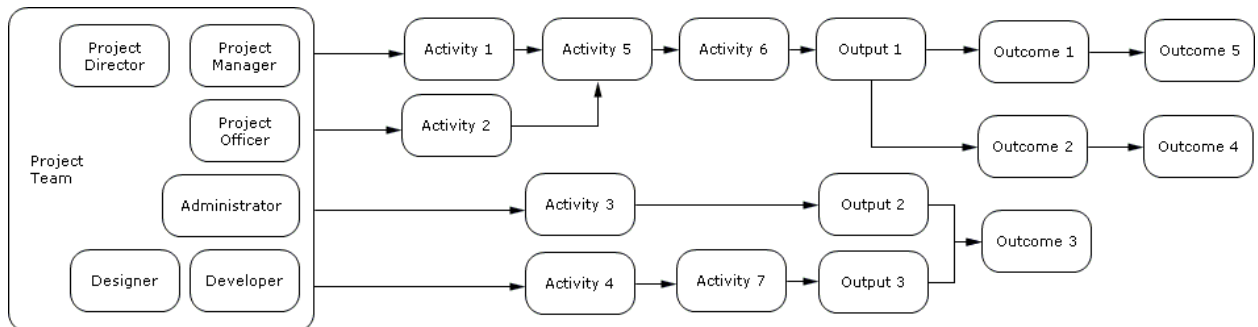 Project
Director
Project
Manager
Activity 1
Activity 5
Activity 6
Output 1
Outcome 1
Outcome 5
Project
Officer
Activity 2
Outcome 2
Outcome 4
Project
Team
Administrator
Activity 3
Output 2
Outcome 3
Designer
Developer
Activity 4
Activity 7
Output 3